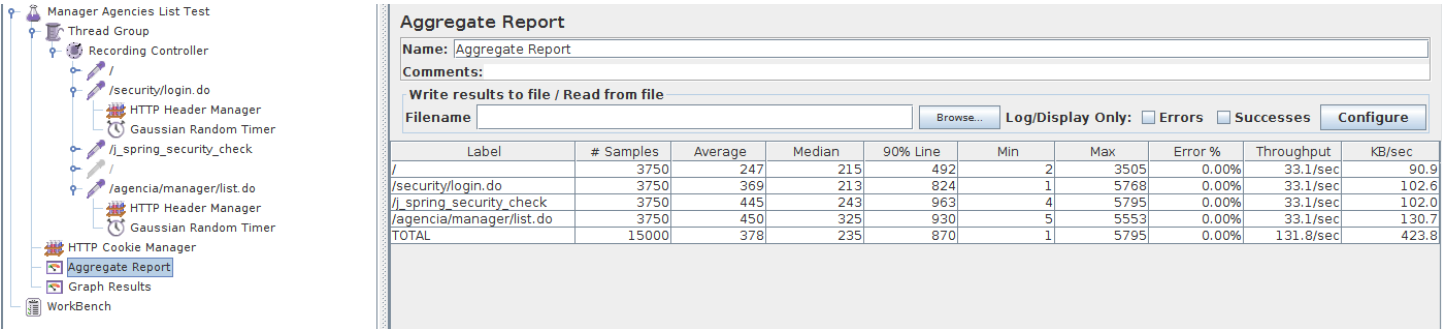 Manager Agencies List Test
Thread Group
Recording Controller
/
/security/login.do
HTTP Header Manager
Gaussian Random Timer
/j_spring_security_check
/
/agencia/manager/list.do
HTTP Header Manager
Gaussian Random Timer
HTTP Cookie Manager
Aggregate Report
Graph Results
WorkBench
Aggregate Report
Name: Aggregate Report
Comments:
Write results to file / Read from file
Filename Browse... Log/Display Only: Errors Successes Configure
Label # Samples Average Median 90% Line Min Max Error % Throughput KB/sec
/ 3750 247 215 492 2 3505 0.00% 33.1/sec 90.9
/security/login.do 3750 369 213 824 1 5768 0.00% 33.1/sec 102.6
/j_spring_security_check 3750 445 243 963 4 5795 0.00% 33.1/sec 102.0
/agencia/manager/list.do 3750 450 325 930 5 5553 0.00% 33.1/sec 130.7
TOTAL 15000 378 235 870 1 5795 0.00% 131.8/sec 423.8